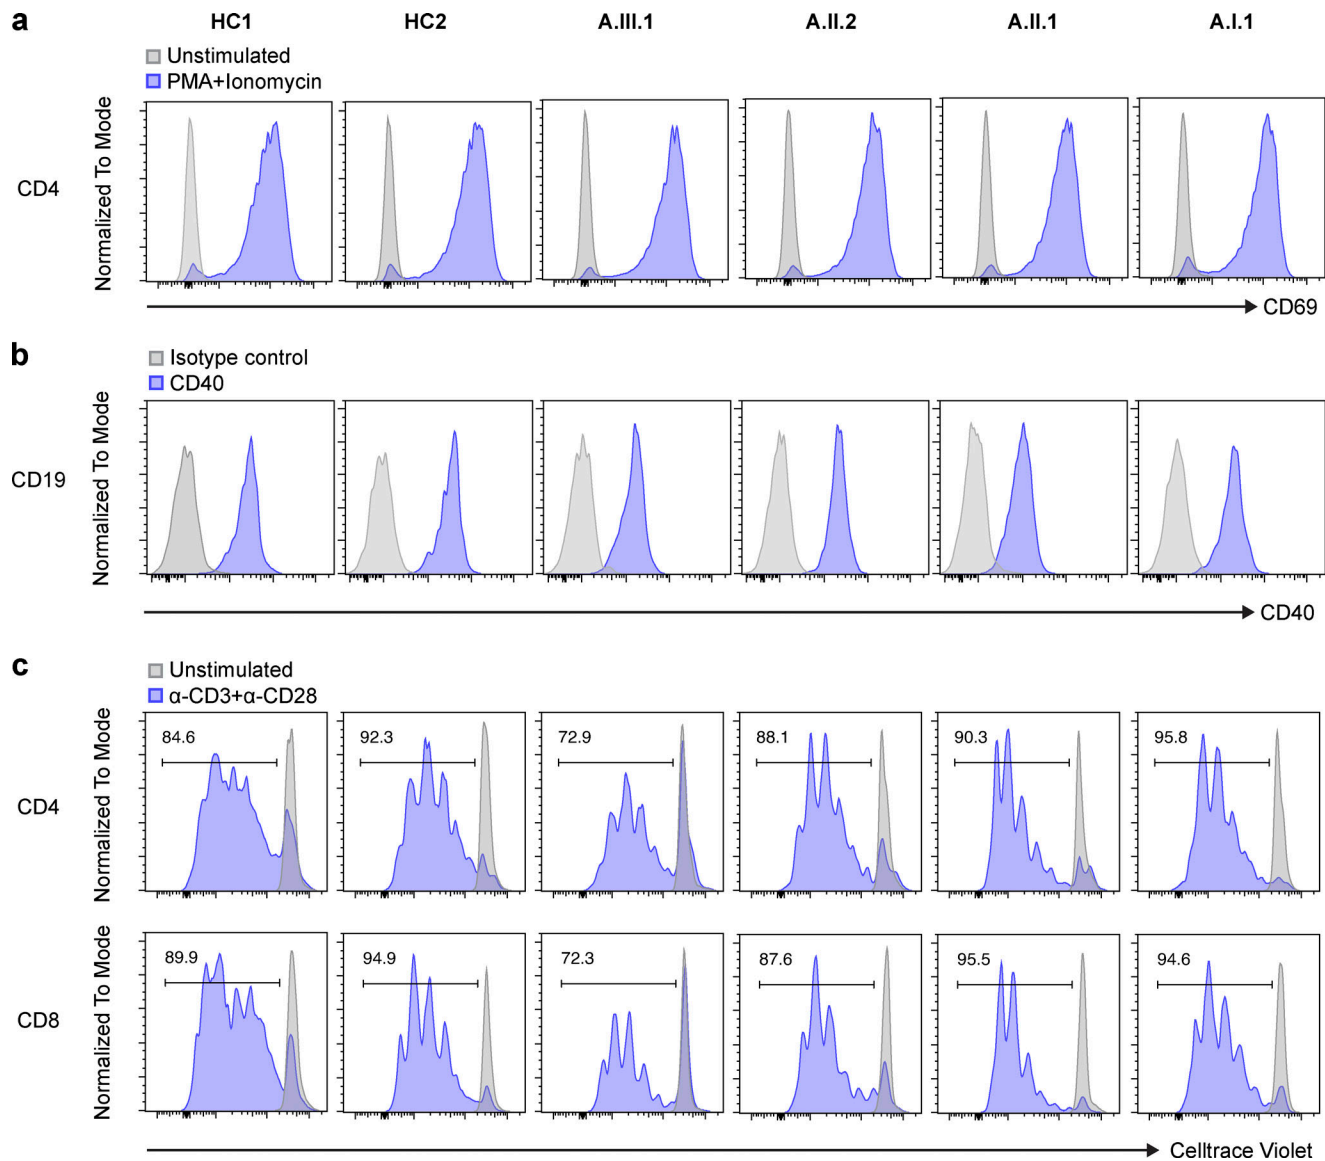 a
HC1 HC2 A.III.1 A.II.2 A.II.1 A.I.1
Unstimulated
PMA+Ionomycin
CD4
Normalized To Mode
CD69
b
Isotype control
CD40
CD19
Normalized To Mode
CD40
c
Unstimulated
α-CD3+α-CD28
CD4
Normalized To Mode
84.6 92.3 72.9 88.1 90.3 95.8
CD8
Normalized To Mode
89.9 94.9 72.3 87.6 95.5 94.6
Celltrace Violet